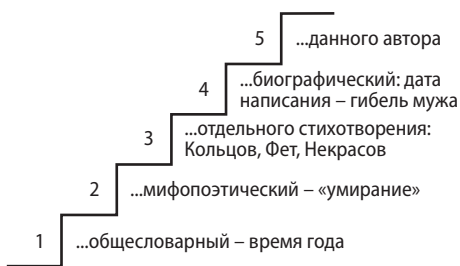 5 ...данного автора
4 ...биографический: дата
написания – гибель мужа
3 ...отдельного стихотворения:
Кольцов, Фет, Некрасов
2 ...мифопоэтический – «умирание»
1 ...общесловарный – время года